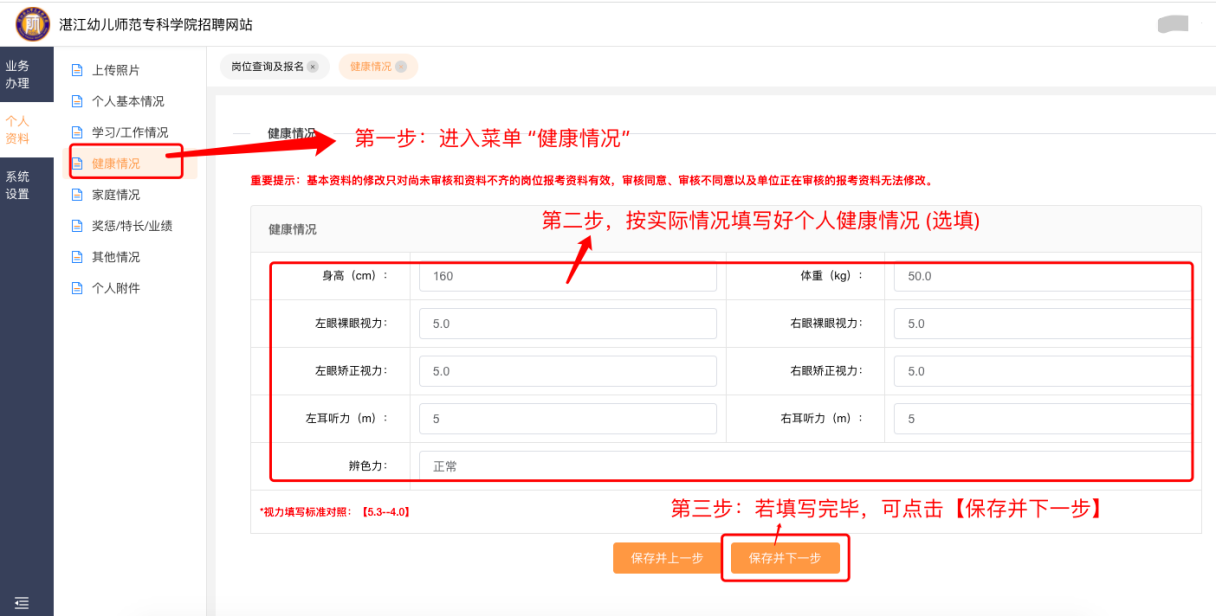 湛江幼儿师范专科学院招聘网站
业务
办理
个人
资料
系统
设置
上传照片
个人基本情况
学习/工作情况
健康情况
家庭情况
奖惩/特长/业绩
其他情况
个人附件
岗位查询及报名 健康情况
健康情况
第一步：进入菜单“健康情况”
重要提示：基本资料的修改只对尚未审核和资料不齐的岗位报考资料有效，审核同意、审核不同意以及单位正在审核的报考资料无法修改。
第二步，按实际情况填写好个人健康情况 (选填)
健康情况
身高（cm）： 160 体重（kg）： 50.0
左眼裸眼视力： 5.0 右眼裸眼视力： 5.0
左眼矫正视力： 5.0 右眼矫正视力： 5.0
左耳听力（m）： 5 右耳听力（m）： 5
辨色力： 正常
第三步：若填写完毕，可点击【保存并下一步】
*视力填写标准对照：【5.3--4.0】
保存并上一步 保存并下一步